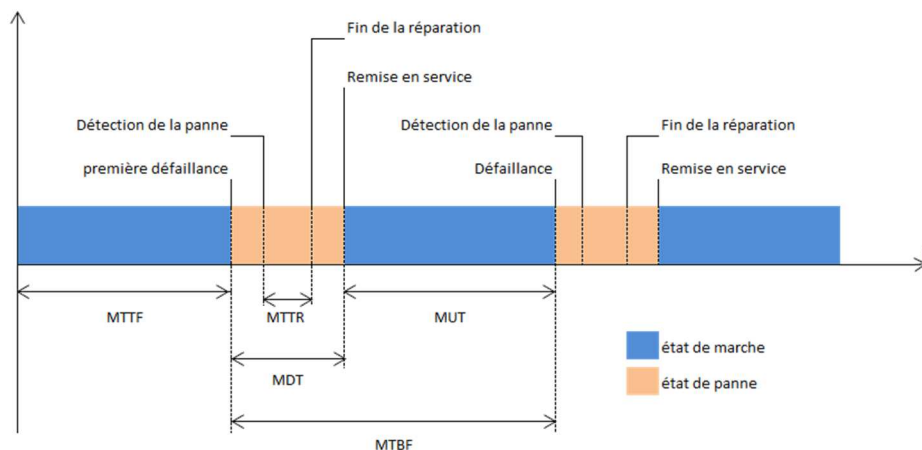 Fin de la réparation
Remise en service
Détection de la panne
Détection de la panne
Fin de la réparation
première défaillance
Défaillance
Remise en service
t
MTTF
MTTR
MUT
état de marche
MDT
état de panne
MTBF